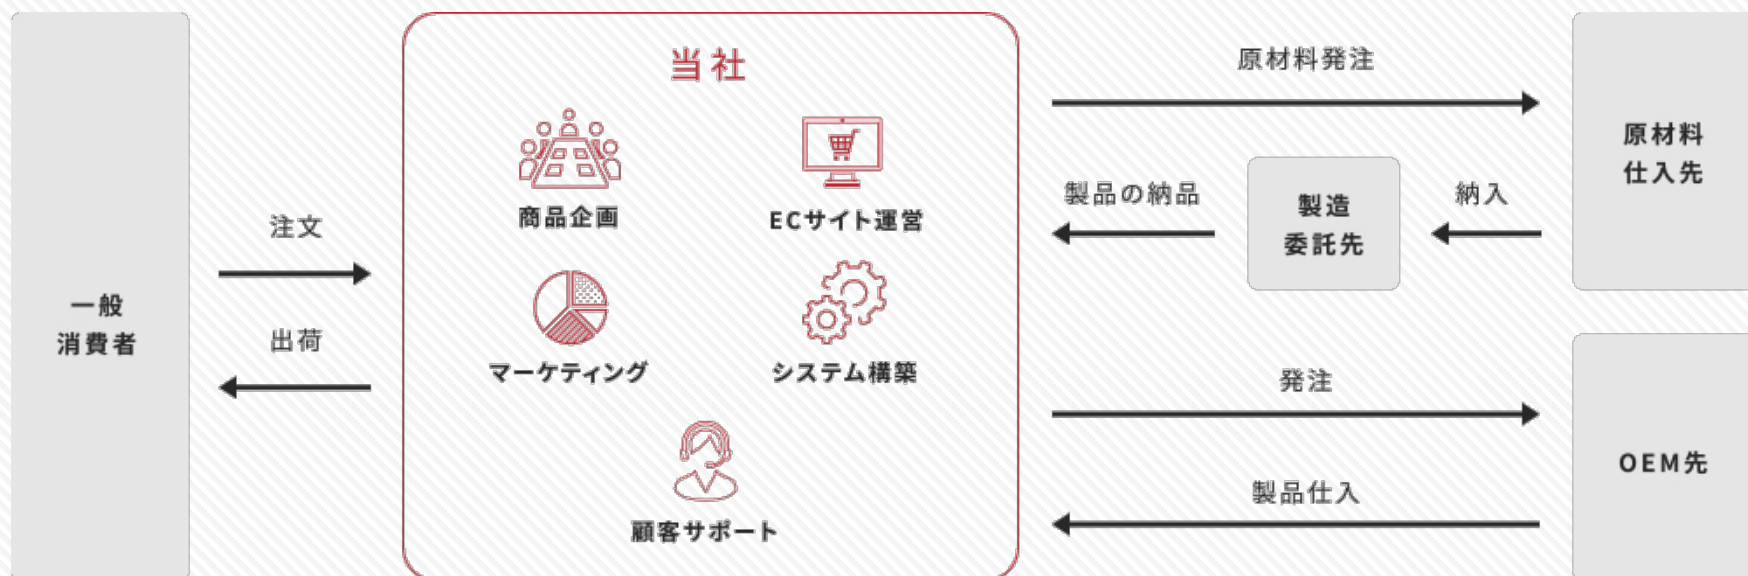 一般
消費者
注文
出荷
当社
商品企画
ECサイト運営
マーケティング
システム構築
顧客サポート
原材料発注
製品の納品
製造
委託先
納入
原材料
仕入先
発注
製品仕入
OEM先